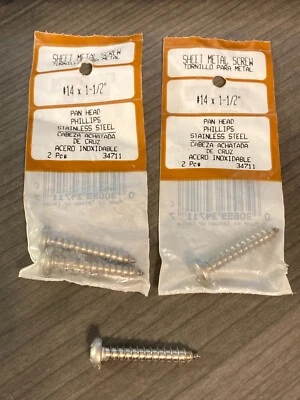 SHEET METAL SCREW
TORNILLO PARA METAL
#14 x 1-1/2"
PAN HEAD
PHILLIPS
STAINLESS STEEL
CABEZA ACHATADA
DE CRUZ
ACERO INOXIDABLE
2 Pc# 34711
SHEET METAL SCREW
TORNILLO PARA METAL
#14 x 1-1/2"
PAN HEAD
PHILLIPS
STAINLESS STEEL
CABEZA ACHATADA
DE CRUZ
ACERO INOXIDABLE
2 Pc# 34711